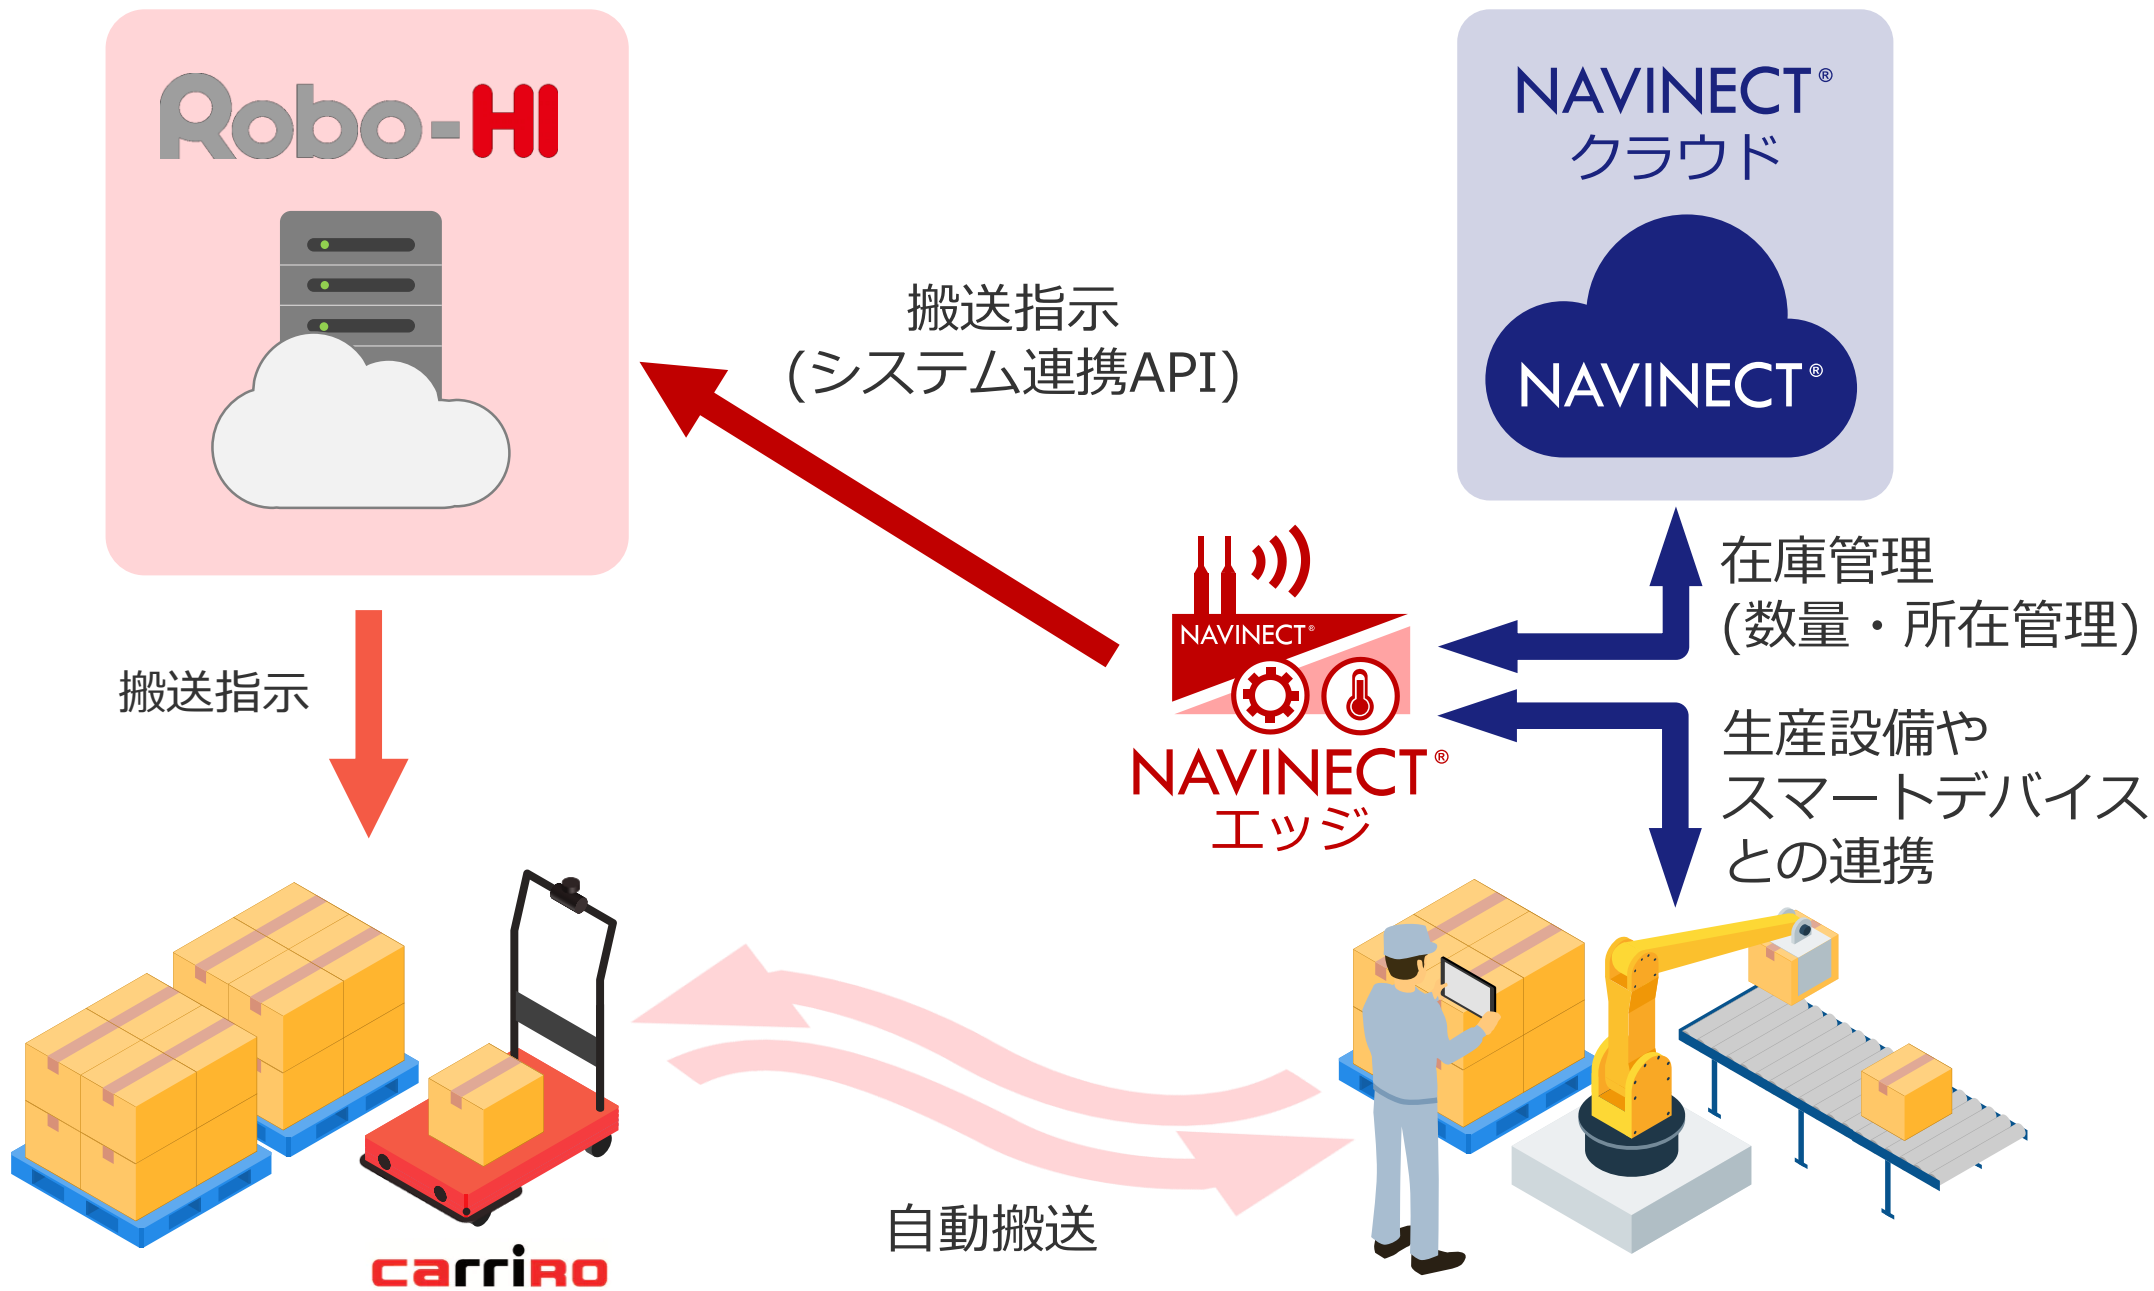 Robo-HI
NAVINECT®
クラウド
NAVINECT®
搬送指示
(システム連携API)
NAVINECT®
NAVINECT®
エッジ
在庫管理
(数量・所在管理)
生産設備や
スマートデバイス
との連携
搬送指示
自動搬送
carriro